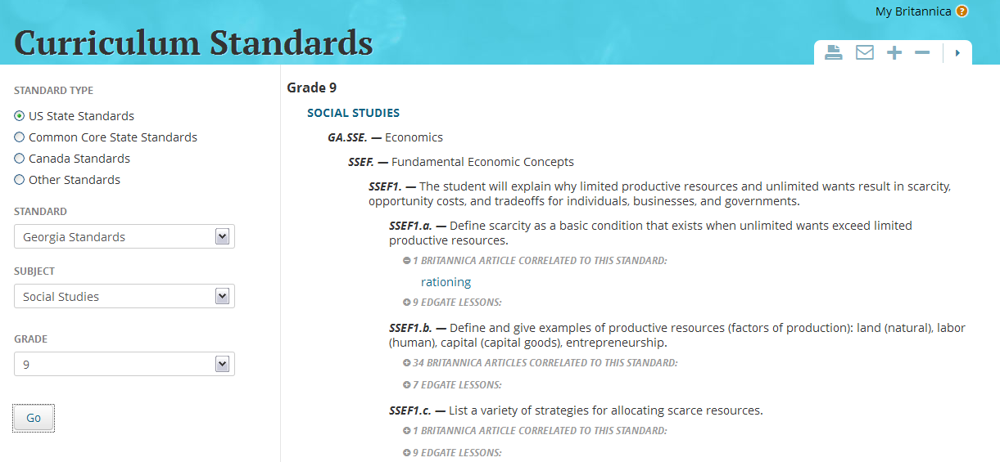 My Britannica ?
Curriculum Standards
STANDARD TYPE
US State Standards
Common Core State Standards
Canada Standards
Other Standards
STANDARD
Georgia Standards
SUBJECT
Social Studies
GRADE
9
Go
Grade 9
SOCIAL STUDIES
GA.SSE. — Economics
SSEF. — Fundamental Economic Concepts
SSEF1. — The student will explain why limited productive resources and unlimited wants result in scarcity,
opportunity costs, and tradeoffs for individuals, businesses, and governments.
SSEF1.a. — Define scarcity as a basic condition that exists when unlimited wants exceed limited
productive resources.
1 BRITANNICA ARTICLE CORRELATED TO THIS STANDARD:
rationing
9 EDGATE LESSONS:
SSEF1.b. — Define and give examples of productive resources (factors of production): land (natural), labor
(human), capital (capital goods), entrepreneurship.
34 BRITANNICA ARTICLES CORRELATED TO THIS STANDARD:
7 EDGATE LESSONS:
SSEF1.c. — List a variety of strategies for allocating scarce resources.
1 BRITANNICA ARTICLE CORRELATED TO THIS STANDARD:
9 EDGATE LESSONS: